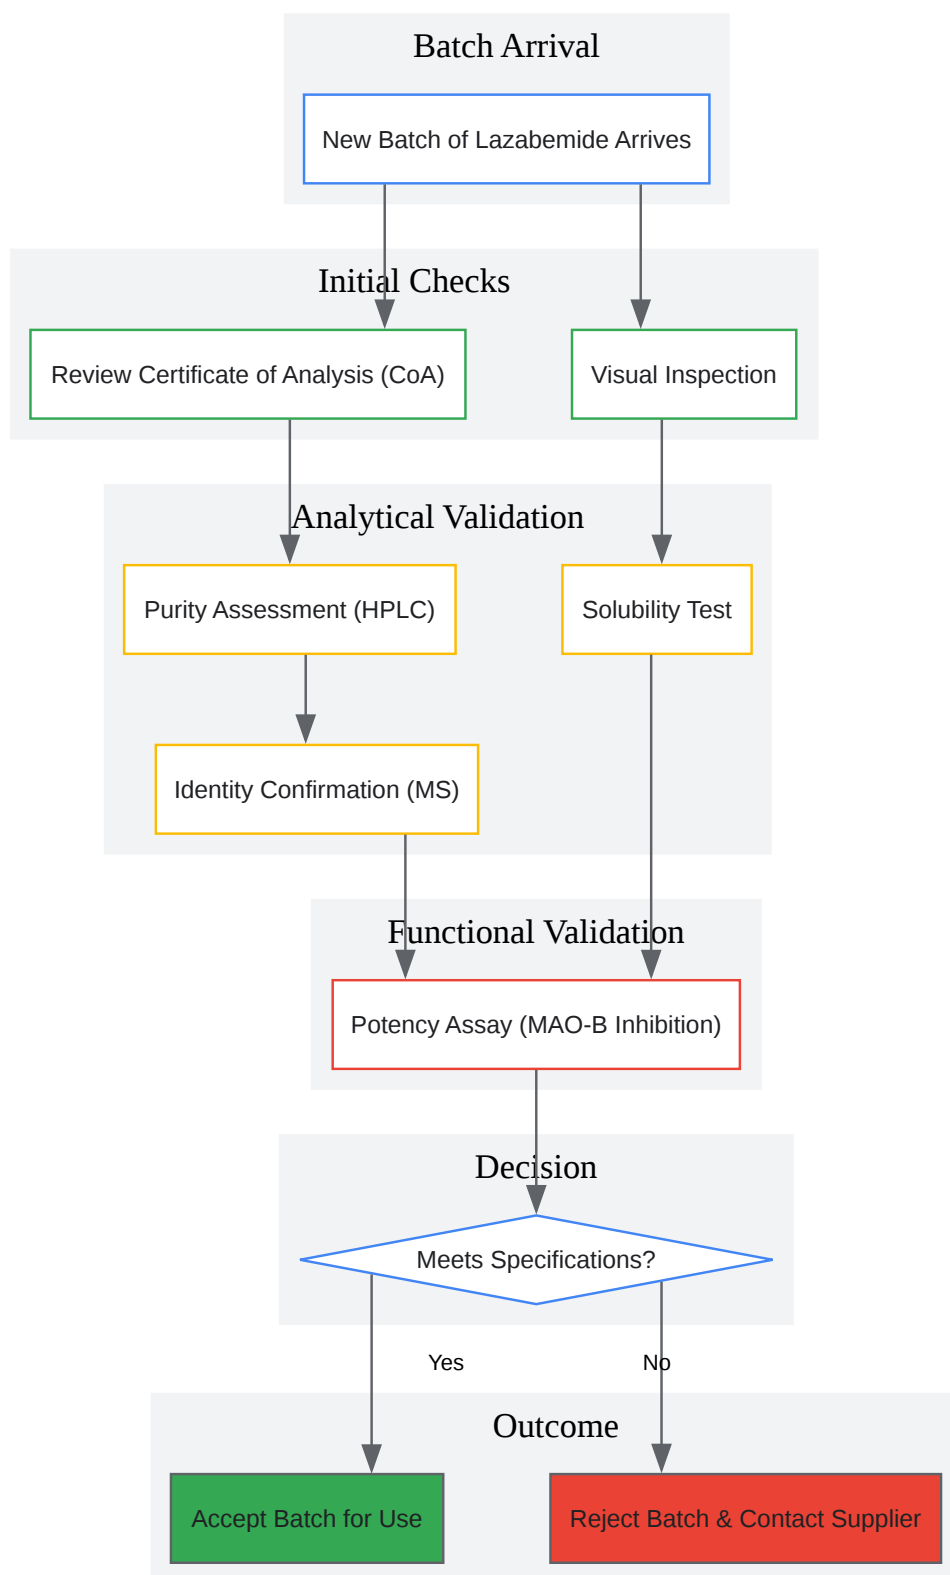 Batch Arrival
New Batch of Lazabemide Arrives
Initial Checks
Review Certificate of Analysis (CoA)
Visual Inspection
Analytical Validation
Purity Assessment (HPLC)
Solubility Test
Identity Confirmation (MS)
Functional Validation
Potency Assay (MAO-B Inhibition)
Decision
Meets Specifications?
Yes
No
Outcome
Accept Batch for Use
Reject Batch & Contact Supplier